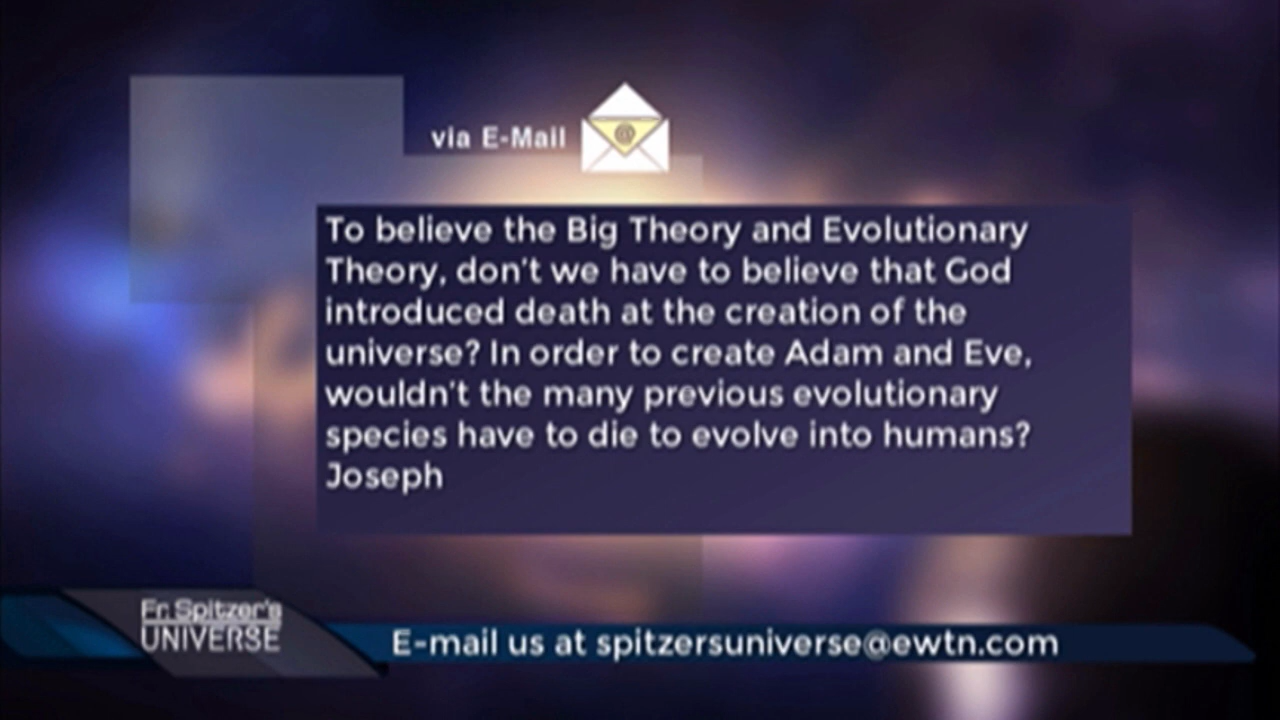 via E-Mail
@
To believe the Big Theory and Evolutionary
Theory, don't we have to believe that God
introduced death at the creation of the
universe? In order to create Adam and Eve,
wouldn't the many previous evolutionary
species have to die to evolve into humans?
Joseph
Fr. Spitzer's
UNIVERSE
E-mail us at spitzersuniverse@ewtn.com